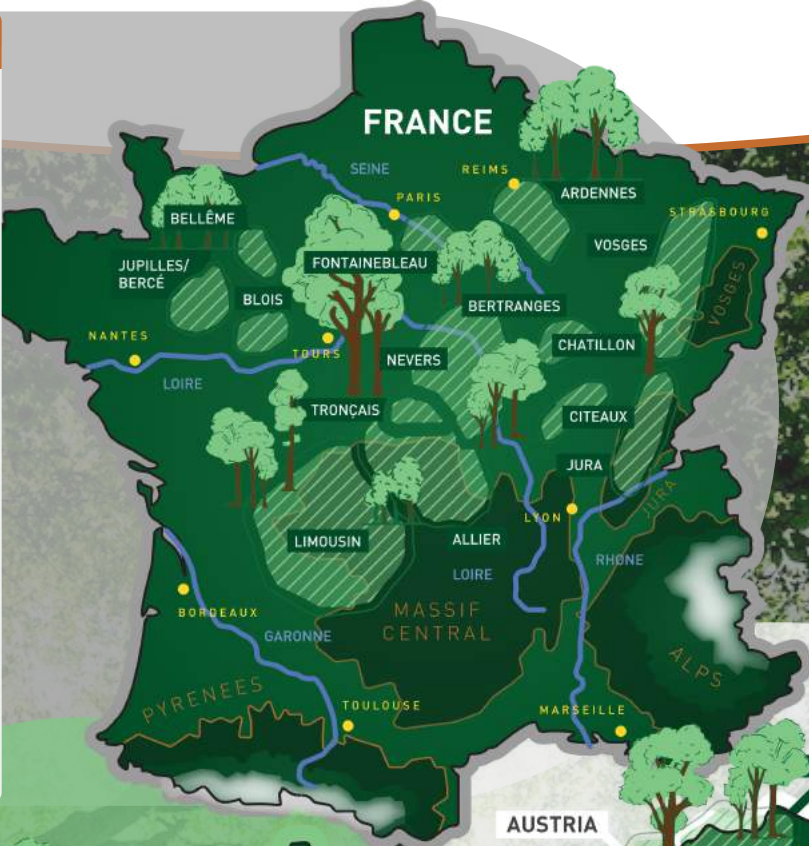 FRANCE
SEINE
REIMS
PARIS
ARDENNES
BELLÊME
STRASBOURG
VOSGES
JUPILLES/
BERCÉ
FONTAINEBLEAU
VOSGES
BLOIS
BERTRANGES
NANTES
TOURS
NEVERS
CHATILLON
LOIRE
TRONÇAIS
CITEAUX
JURA
JURA
LYON
LIMOUSIN
ALLIER
RHONE
LOIRE
MASSIF
CENTRAL
BORDEAUX
GARONNE
ALPS
PYRENEES
TOULOUSE
MARSEILLE
AUSTRIA